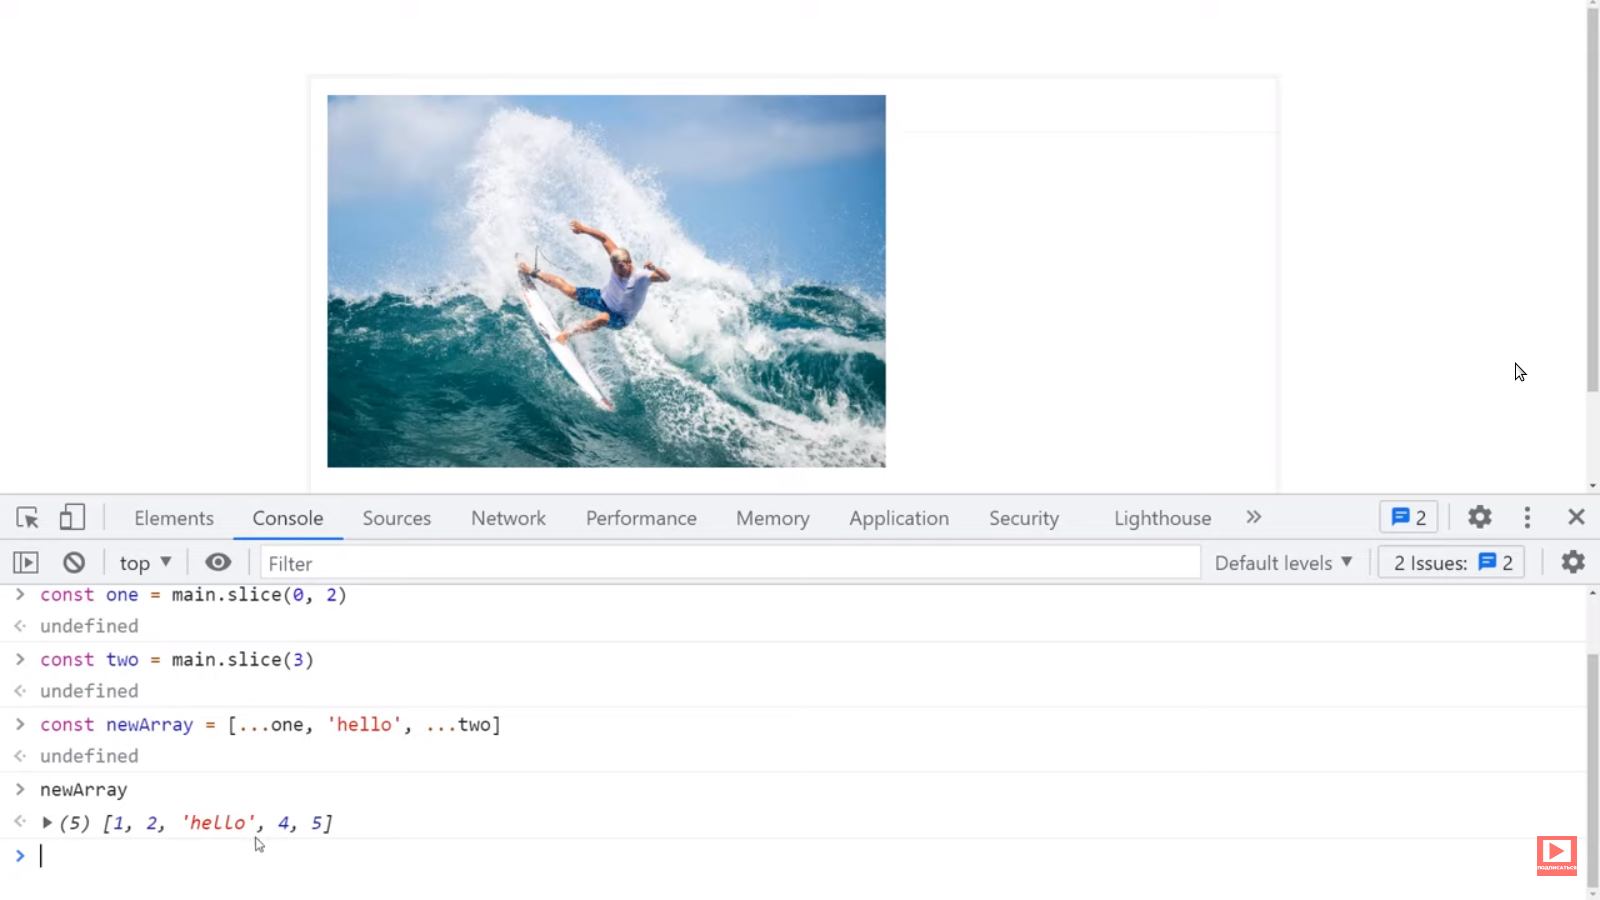 Elements Console Sources Network Performance Memory Application Security Lighthouse 2
top Filter Default levels 2 Issues: 2
const one = main.slice(0, 2)
undefined
const two = main.slice(3)
undefined
const newArray = [...one, 'hello', ...two]
undefined
newArray
(5) [1, 2, 'hello', 4, 5]
ПОДПИСАТЬСЯ